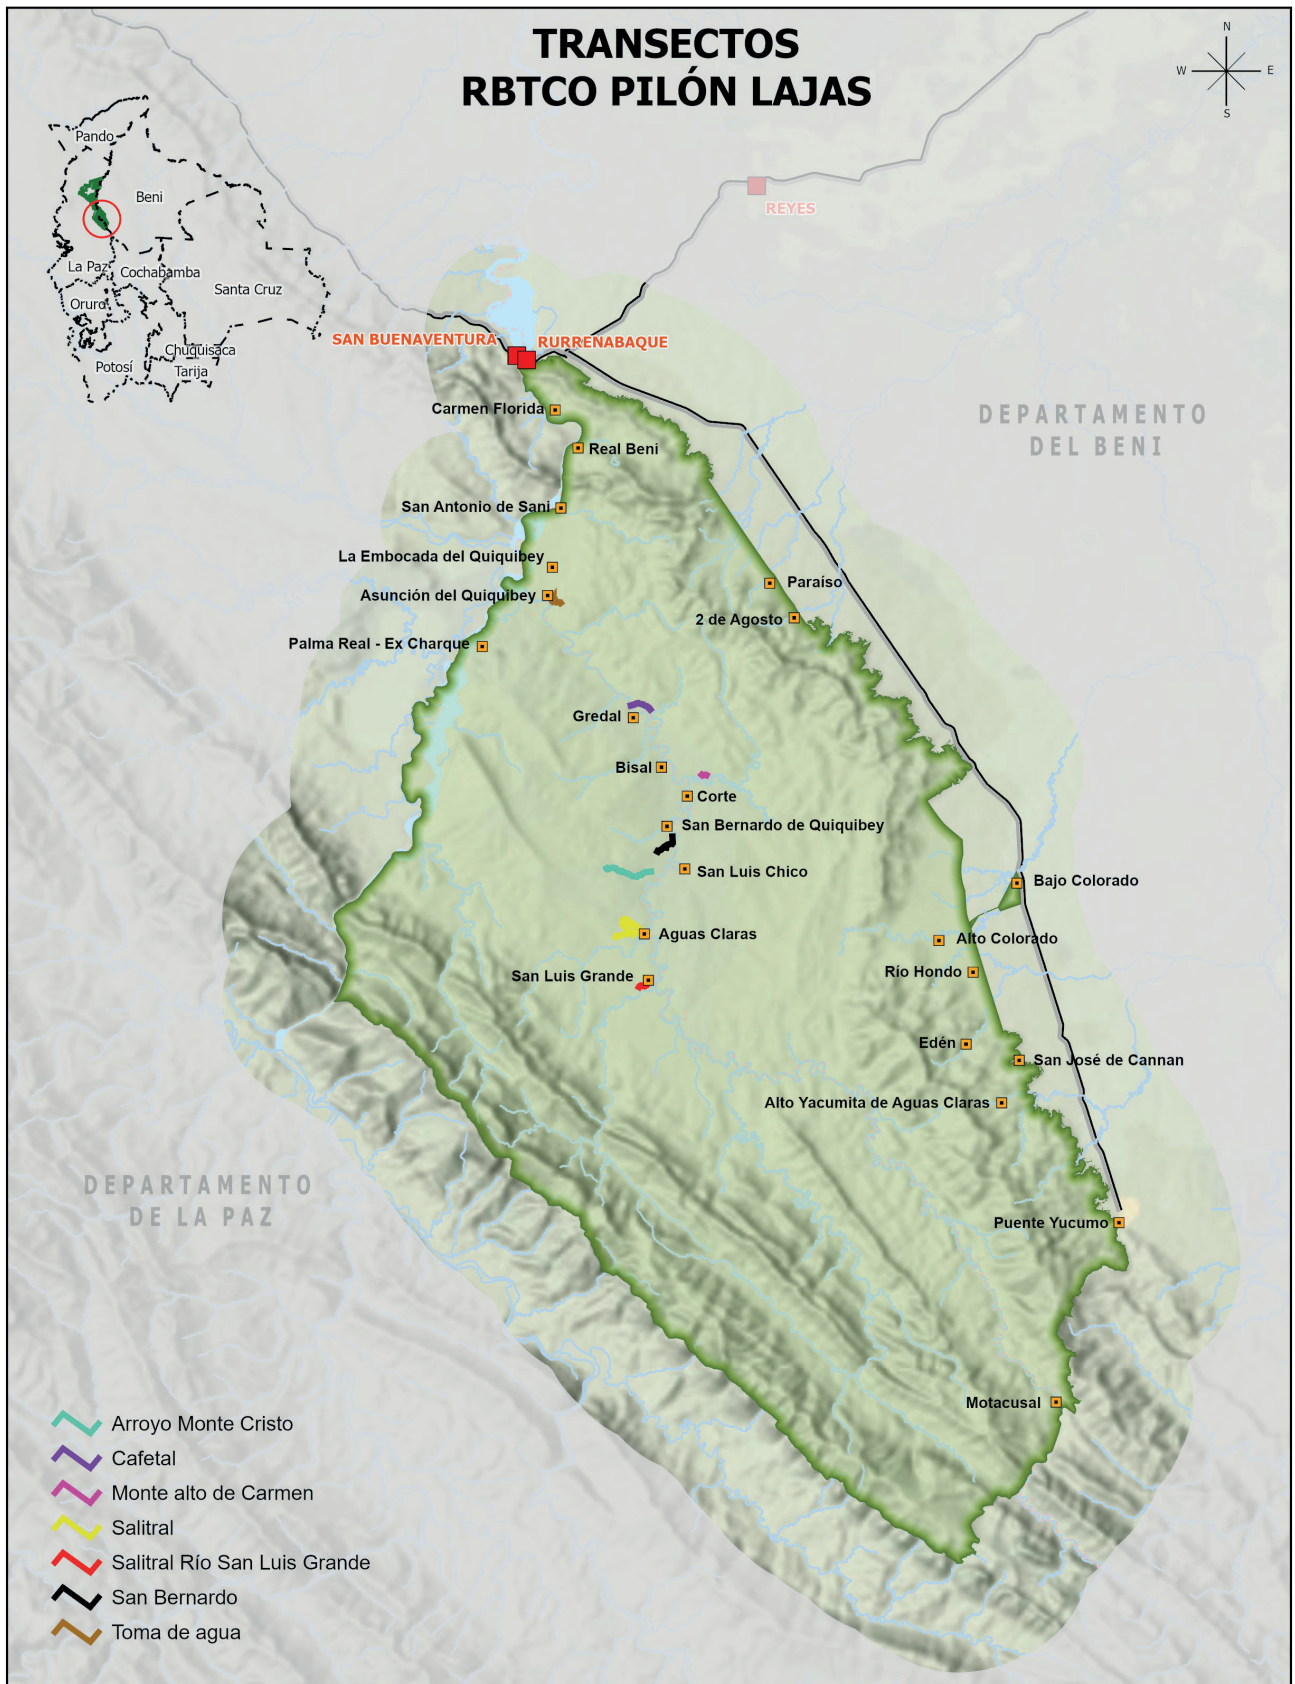 TRANSECTOS
RBTCO PILÓN LAJAS
N
W
E
S
Pando
Beni
La Paz
Cochabamba
Santa Cruz
Oruro
Chuquisaca
Potosí
Tarija
REYES
SAN BUENAVENTURA
RURRENABAQUE
DEPARTAMENTO
DEL BENI
Carmen Florida
Real Beni
San Antonio de Sani
La Embocada del Quiquibey
Asunción del Quiquibey
Paraíso
2 de Agosto
Palma Real - Ex Charque
Gredal
Bisal
Corte
San Bernardo de Quiquibey
San Luis Chico
Bajo Colorado
Aguas Claras
Alto Colorado
San Luis Grande
Río Hondo
Edén
San José de Cannan
Alto Yacumita de Aguas Claras
DEPARTAMENTO
DE LA PAZ
Puente Yucumo
Motacusal
Arroyo Monte Cristo
Cafetal
Monte alto de Carmen
Salitral
Salitral Río San Luis Grande
San Bernardo
Toma de agua